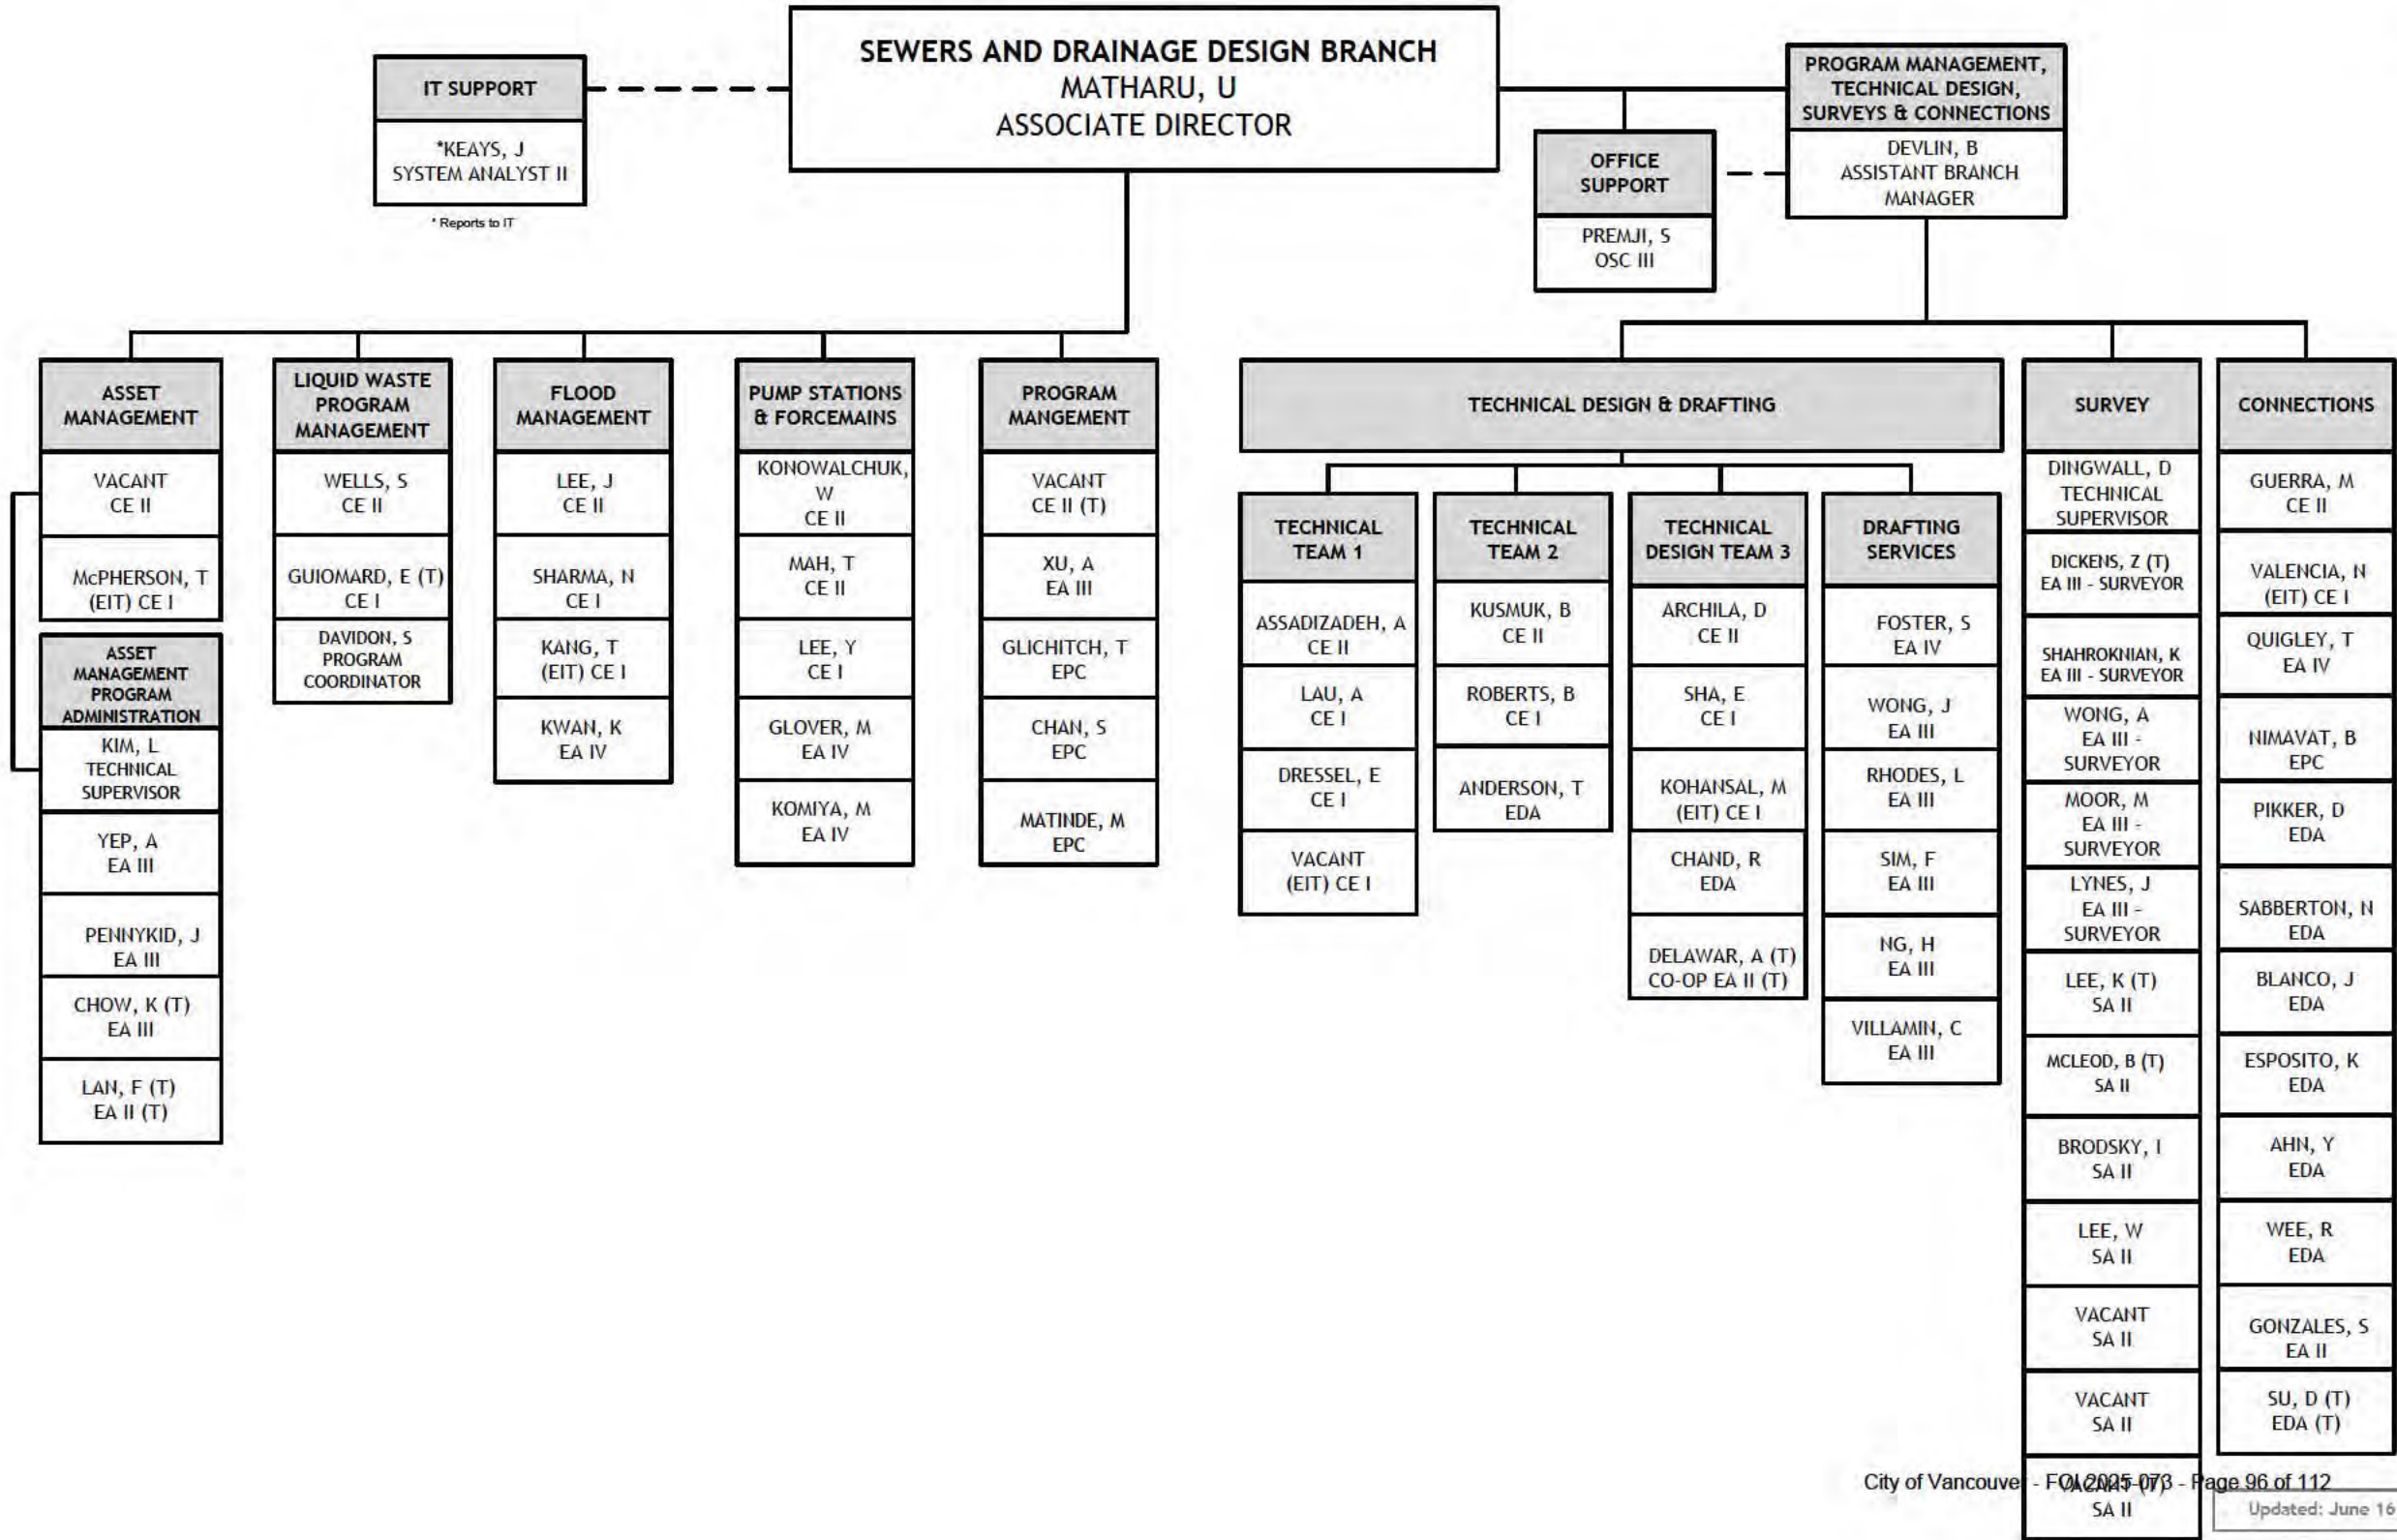 SEWERS AND DRAINAGE DESIGN BRANCH
MATHARU, U
ASSOCIATE DIRECTOR
IT SUPPORT
*KEAYS, J
SYSTEM ANALYST II
* Reports to IT
OFFICE
SUPPORT
PREMJI, S
OSC III
PROGRAM MANAGEMENT,
TECHNICAL DESIGN,
SURVEYS & CONNECTIONS
DEVLIN, B
ASSISTANT BRANCH
MANAGER
ASSET
MANAGEMENT
VACANT
CE II
McPHERSON, T
(EIT) CE I
ASSET
MANAGEMENT
PROGRAM
ADMINISTRATION
KIM, L
TECHNICAL
SUPERVISOR
YEP, A
EA III
PENNYKID, J
EA III
CHOW, K (T)
EA III
LAN, F (T)
EA II (T)
LIQUID WASTE
PROGRAM
MANAGEMENT
WELLS, S
CE II
GUIOMARD, E (T)
CE I
DAVIDON, S
PROGRAM
COORDINATOR
FLOOD
MANAGEMENT
LEE, J
CE II
SHARMA, N
CE I
KANG, T
(EIT) CE I
KWAN, K
EA IV
PUMP STATIONS
& FORCEMAINS
KONOWALCHUK,
W
CE II
MAH, T
CE II
LEE, Y
CE I
GLOVER, M
EA IV
KOMIYA, M
EA IV
PROGRAM
MANGEMENT
VACANT
CE II (T)
XU, A
EA III
GLICHITCH, T
EPC
CHAN, S
EPC
MATINDE, M
EPC
TECHNICAL DESIGN & DRAFTING
TECHNICAL
TEAM 1
ASSADIZADEH, A
CE II
LAU, A
CE I
DRESSEL, E
CE I
VACANT
(EIT) CE I
TECHNICAL
TEAM 2
KUSMUK, B
CE II
ROBERTS, B
CE I
ANDERSON, T
EDA
TECHNICAL
DESIGN TEAM 3
ARCHILA, D
CE II
SHA, E
CE I
KOHANSAL, M
(EIT) CE I
CHAND, R
EDA
DELAWAR, A (T)
CO-OP EA II (T)
DRAFTING
SERVICES
FOSTER, S
EA IV
WONG, J
EA III
RHODES, L
EA III
SIM, F
EA III
NG, H
EA III
VILLAMIN, C
EA III
SURVEY
DINGWALL, D
TECHNICAL
SUPERVISOR
DICKENS, Z (T)
EA III - SURVEYOR
SHAHROKNIAN, K
EA III - SURVEYOR
WONG, A
EA III -
SURVEYOR
MOOR, M
EA III -
SURVEYOR
LYNES, J
EA III -
SURVEYOR
LEE, K (T)
SA II
MCLEOD, B (T)
SA II
BRODSKY, I
SA II
LEE, W
SA II
VACANT
SA II
VACANT
SA II
VACANT (T)
SA II
CONNECTIONS
GUERRA, M
CE II
VALENCIA, N
(EIT) CE I
QUIGLEY, T
EA IV
NIMAVAT, B
EPC
PIKKER, D
EDA
SABBERTON, N
EDA
BLANCO, J
EDA
ESPOSITO, K
EDA
AHN, Y
EDA
WEE, R
EDA
GONZALES, S
EA II
SU, D (T)
EDA (T)
City of Vancouver - FOI 2025-073 - Page 96 of 112
Updated: June 16